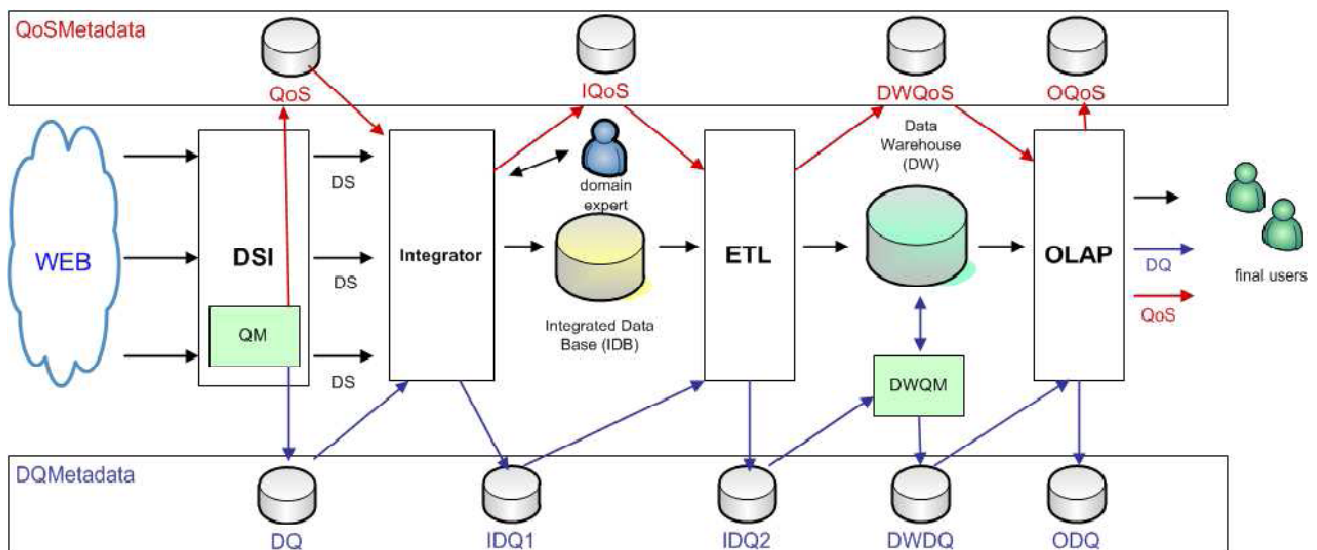 QoSMetadata
QoS
IQoS
DWQoS
OQoS
WEB
DSI
QM
DS
DS
DS
Integrator
domain
expert
Integrated Data
Base (IDB)
ETL
Data
Warehouse
(DW)
DWQM
OLAP
DQ
QoS
final users
DQMetadata
DQ
IDQ1
IDQ2
DWDQ
ODQ